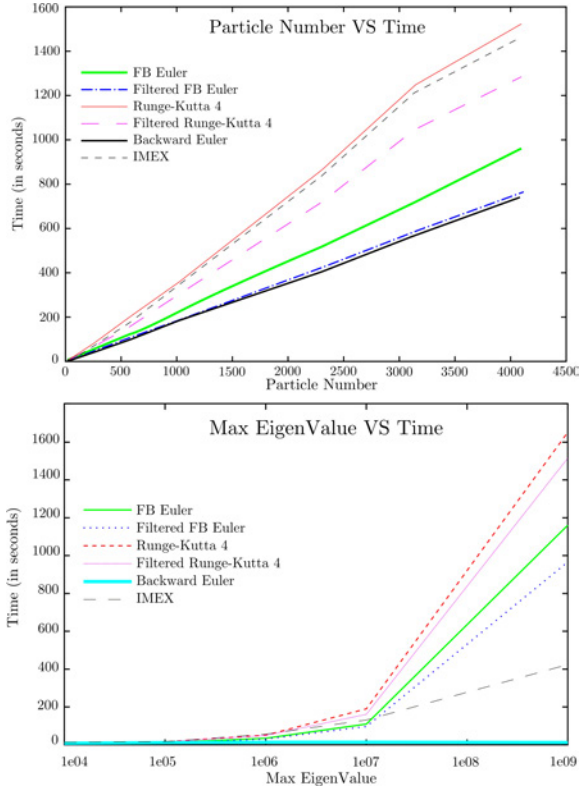 Particle Number VS Time
1600
1400
1200
1000
800
600
400
200
0
Time (in seconds)
FB Euler
Filtered FB Euler
Runge-Kutta 4
Filtered Runge-Kutta 4
Backward Euler
IMEX
0 500 1000 1500 2000 2500 3000 3500 4000 4500
Particle Number
Max EigenValue VS Time
1600
1400
1200
1000
800
600
400
200
0
Time (in seconds)
FB Euler
Filtered FB Euler
Runge-Kutta 4
Filtered Runge-Kutta 4
Backward Euler
IMEX
1e04 1e05 1e06 1e07 1e08 1e09
Max EigenValue